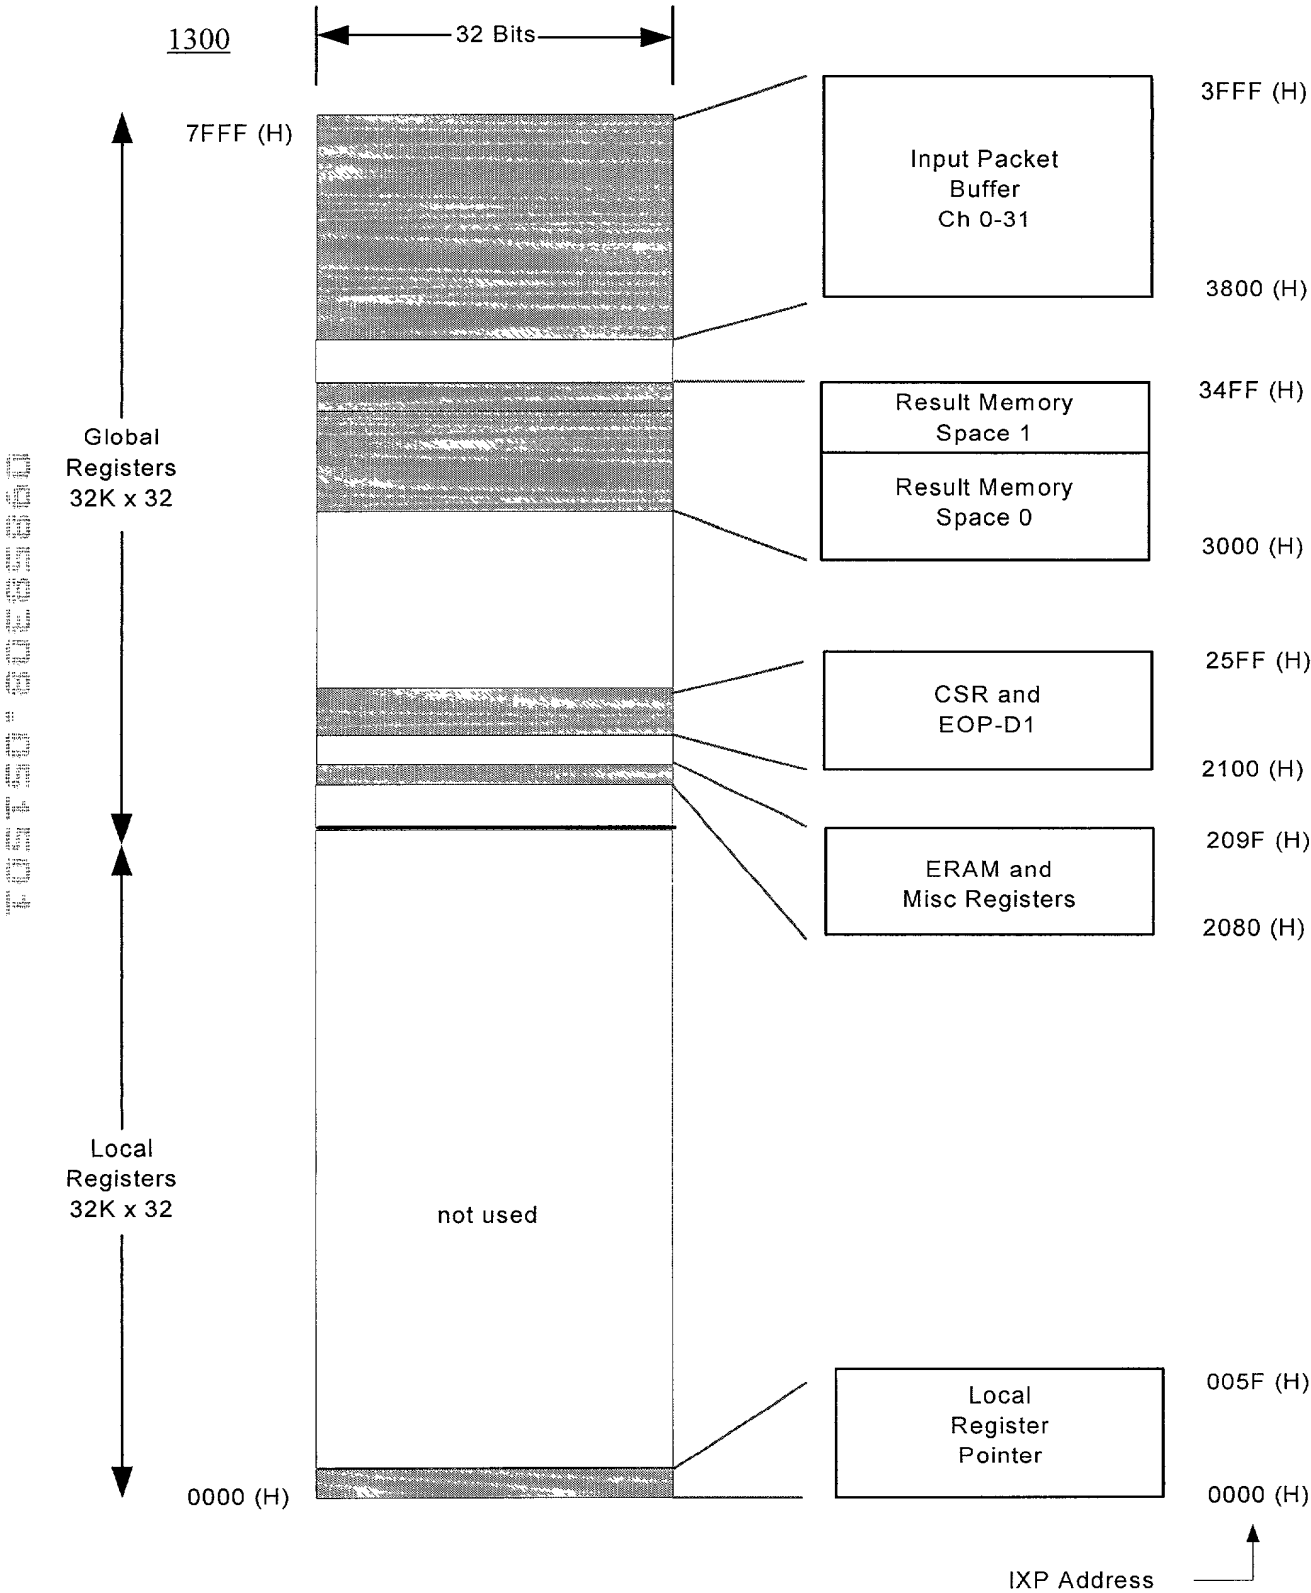 1300
32 Bits
7FFF (H)
3FFF (H)
Input Packet
Buffer
Ch 0-31
3800 (H)
34FF (H)
Result Memory
Space 1
Result Memory
Space 0
3000 (H)
Global
Registers
32K x 32
25FF (H)
CSR and
EOP-D1
2100 (H)
209F (H)
ERAM and
Misc Registers
2080 (H)
Local
Registers
32K x 32
not used
005F (H)
Local
Register
Pointer
0000 (H)
0000 (H)
IXP Address